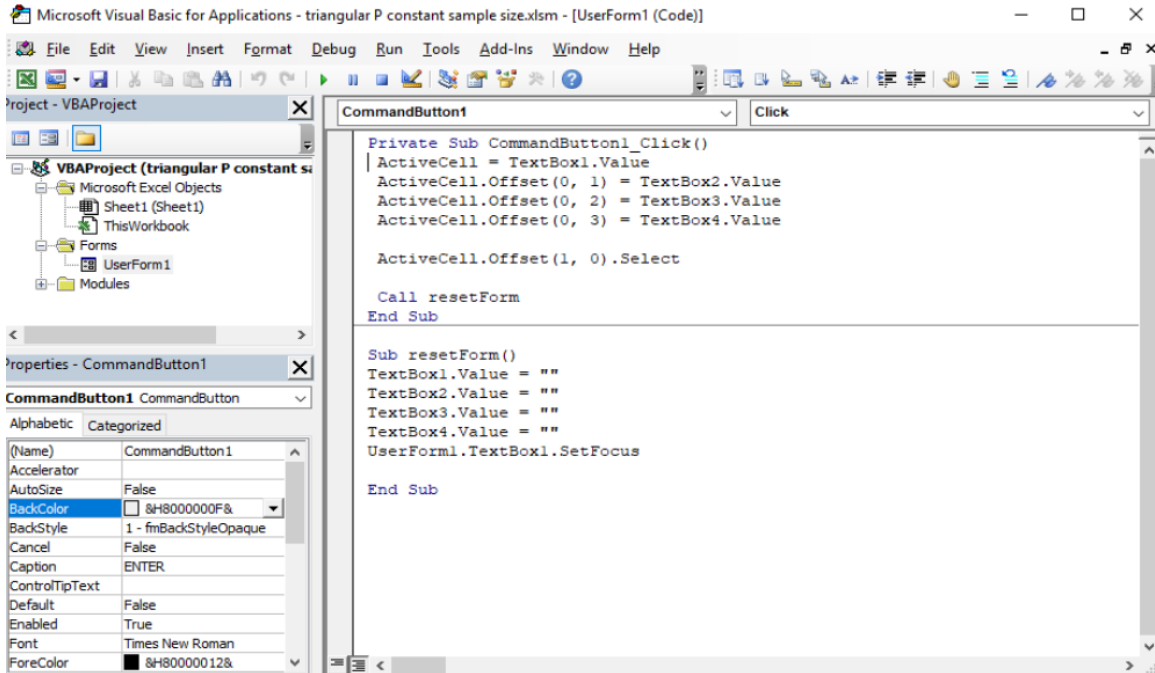 Microsoft Visual Basic for Applications - triangular P constant sample size.xlsm - [UserForm1 (Code)]
File Edit View Insert Format Debug Run Tools Add-Ins Window Help
Project - VBAProject
CommandButton1
Click
VBAProject (triangular P constant sa
Microsoft Excel Objects
Sheet1 (Sheet1)
ThisWorkbook
Forms
UserForm1
Modules
Properties - CommandButton1
CommandButton1 CommandButton
Alphabetic Categorized
(Name) CommandButton1
Accelerator
AutoSize False
BackColor &H8000000F&
BackStyle 1 - fmBackStyleOpaque
Cancel False
Caption ENTER
ControlTipText
Default False
Enabled True
Font Times New Roman
ForeColor &H80000012&
Private Sub CommandButton1_Click()
ActiveCell = TextBox1.Value
ActiveCell.Offset(0, 1) = TextBox2.Value
ActiveCell.Offset(0, 2) = TextBox3.Value
ActiveCell.Offset(0, 3) = TextBox4.Value
ActiveCell.Offset(1, 0).Select
Call resetForm
End Sub
Sub resetForm()
TextBox1.Value = ""
TextBox2.Value = ""
TextBox3.Value = ""
TextBox4.Value = ""
UserForm1.TextBox1.SetFocus
End Sub